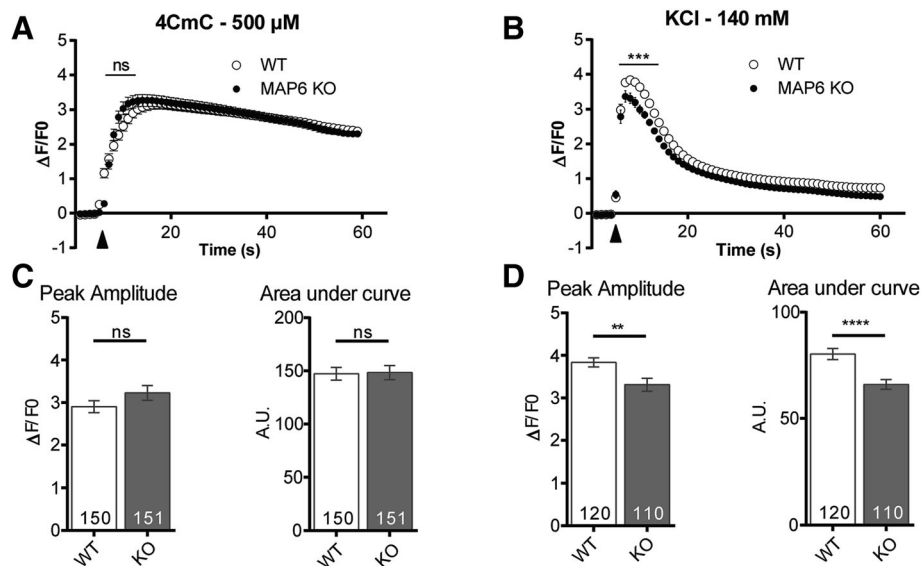 A
4CmC - 500 µM
ns
WT
MAP6 KO
ΔF/F0
5
4
3
2
1
0
-1
20
40
60
Time (s)
B
KCl - 140 mM
***
WT
MAP6 KO
ΔF/F0
5
4
3
2
1
0
-1
20
40
60
Time (s)
C
Peak Amplitude
ns
ΔF/F0
5
4
3
2
1
0
150
151
WT
KO
Area under curve
ns
A.U.
200
150
100
50
0
150
151
WT
KO
D
Peak Amplitude
**
ΔF/F0
5
4
3
2
1
0
120
110
WT
KO
Area under curve
****
A.U.
100
50
0
120
110
WT
KO